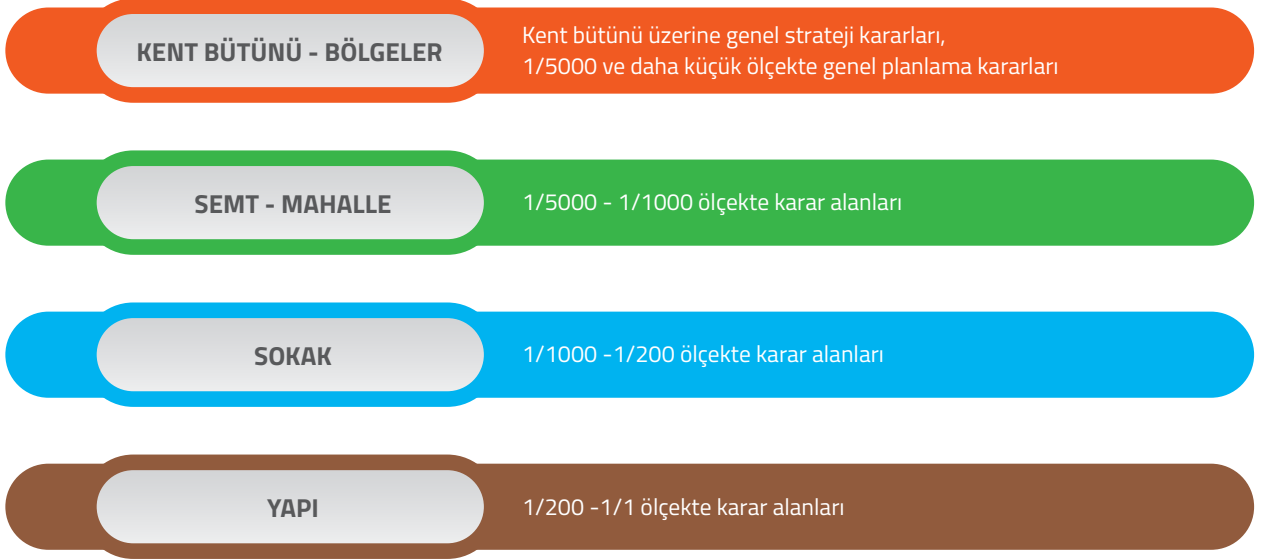 KENT BÜTÜNÜ - BÖLGELER
Kent bütünü üzerine genel strateji kararları,
1/5000 ve daha küçük ölçekte genel planlama kararları
SEMT - MAHALLE
1/5000 - 1/1000 ölçekte karar alanları
SOKAK
1/1000 -1/200 ölçekte karar alanları
YAPI
1/200 -1/1 ölçekte karar alanları